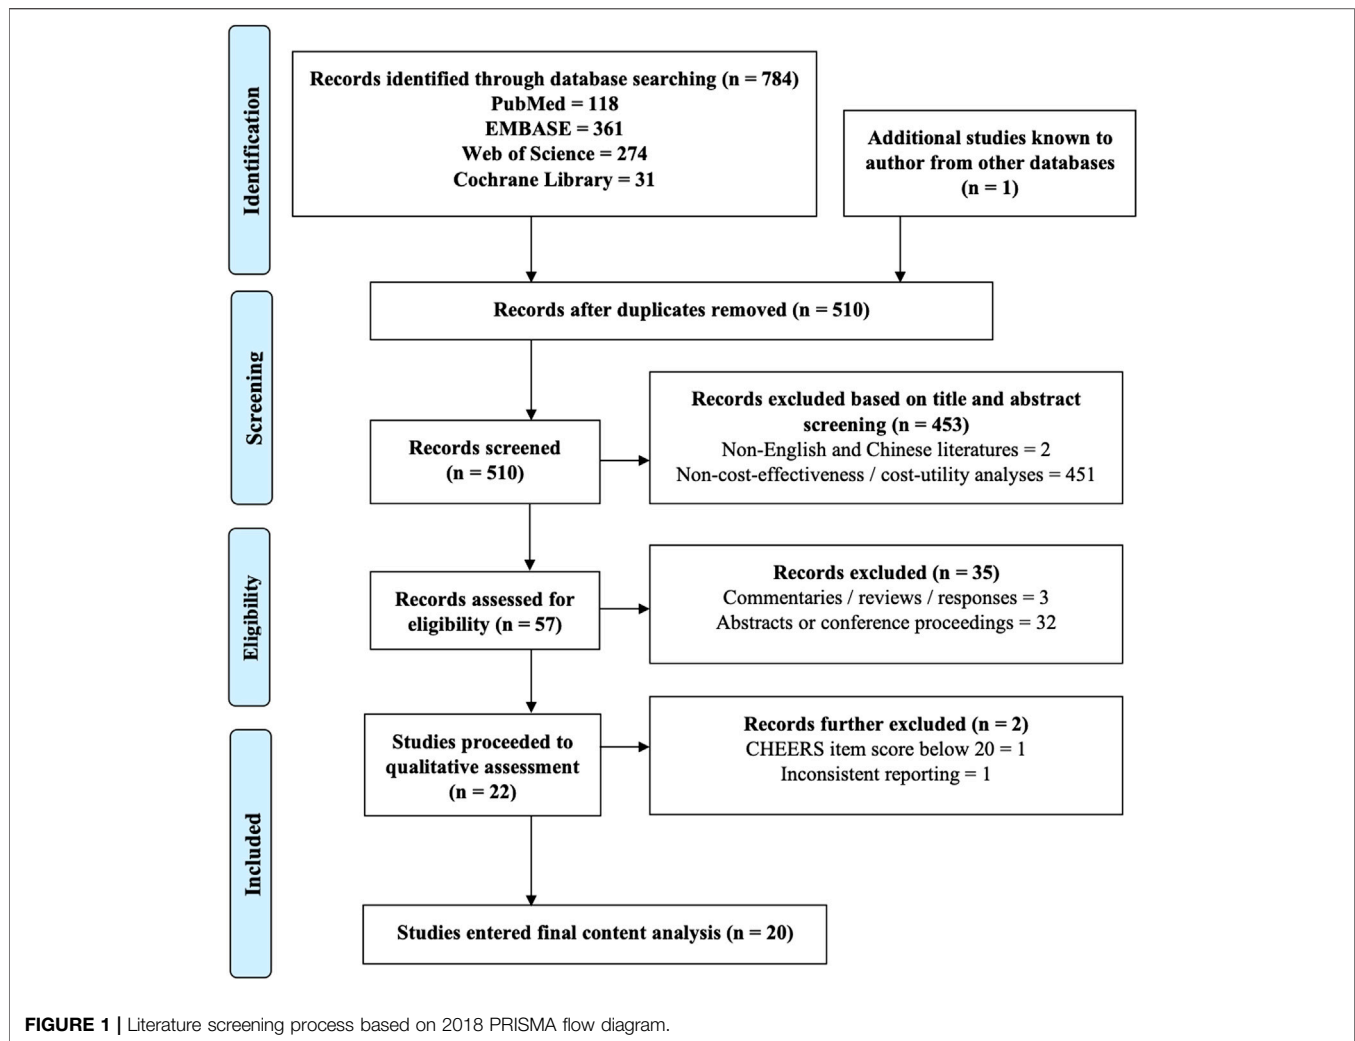 Identification
Records identified through database searching (n = 784)
PubMed = 118
EMBASE = 361
Web of Science = 274
Cochrane Library = 31
Additional studies known to
author from other databases
(n = 1)
Records after duplicates removed (n = 510)
Screening
Records screened
(n = 510)
Records excluded based on title and abstract
screening (n = 453)
Non-English and Chinese literatures = 2
Non-cost-effectiveness / cost-utility analyses = 451
Eligibility
Records assessed for
eligibility (n = 57)
Records excluded (n = 35)
Commentaries / reviews / responses = 3
Abstracts or conference proceedings = 32
Included
Studies proceeded to
qualitative assessment
(n = 22)
Records further excluded (n = 2)
CHEERS item score below 20 = 1
Inconsistent reporting = 1
Studies entered final content analysis (n = 20)
FIGURE 1 | Literature screening process based on 2018 PRISMA flow diagram.